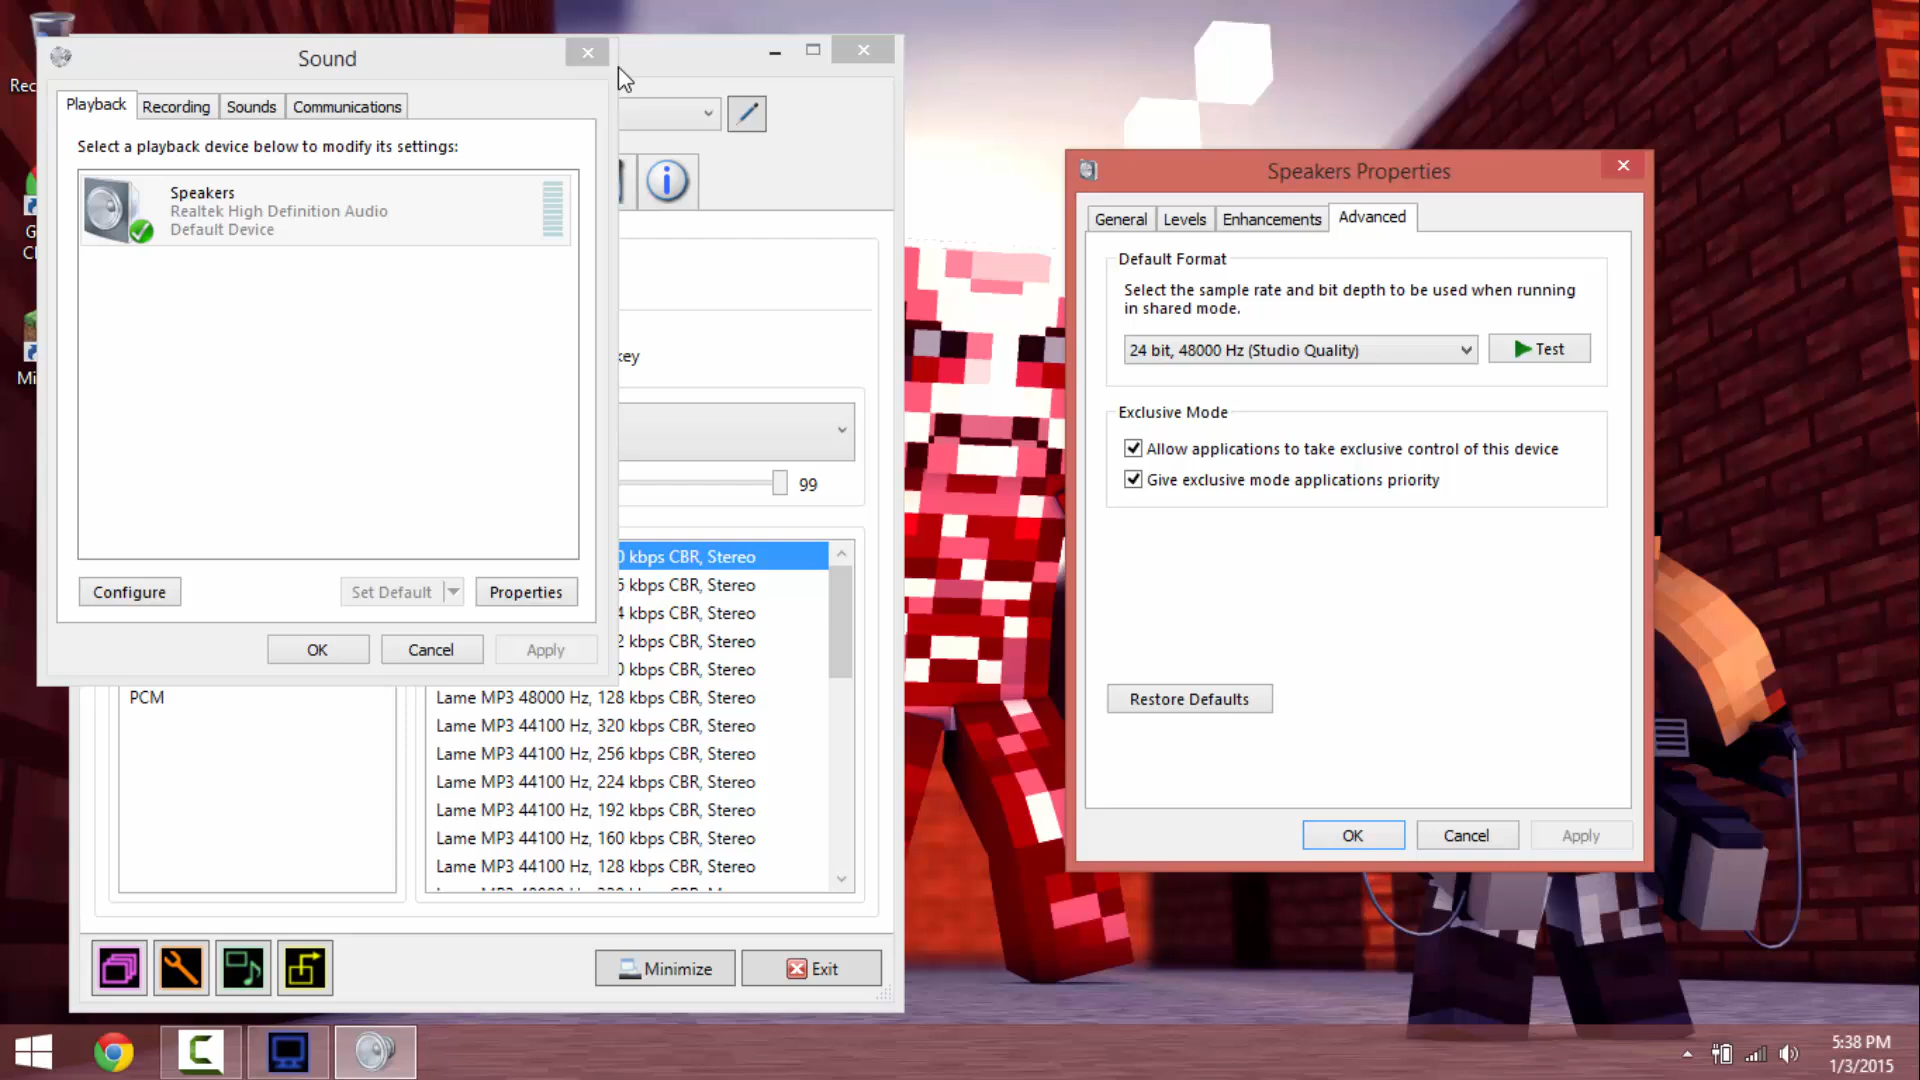 Rec
G
Cl
Mi
Sound
Playback
Recording
Sounds
Communications
Select a playback device below to modify its settings:
Speakers
Realtek High Definition Audio
Default Device
Configure
Set Default
Properties
OK
Cancel
Apply
key
99
0 kbps CBR, Stereo
6 kbps CBR, Stereo
4 kbps CBR, Stereo
2 kbps CBR, Stereo
0 kbps CBR, Stereo
PCM
Lame MP3 48000 Hz, 128 kbps CBR, Stereo
Lame MP3 44100 Hz, 320 kbps CBR, Stereo
Lame MP3 44100 Hz, 256 kbps CBR, Stereo
Lame MP3 44100 Hz, 224 kbps CBR, Stereo
Lame MP3 44100 Hz, 192 kbps CBR, Stereo
Lame MP3 44100 Hz, 160 kbps CBR, Stereo
Lame MP3 44100 Hz, 128 kbps CBR, Stereo
Minimize
Exit
Speakers Properties
General
Levels
Enhancements
Advanced
Default Format
Select the sample rate and bit depth to be used when running
in shared mode.
24 bit, 48000 Hz (Studio Quality)
Test
Exclusive Mode
Allow applications to take exclusive control of this device
Give exclusive mode applications priority
Restore Defaults
OK
Cancel
Apply
5:38 PM
1/3/2015